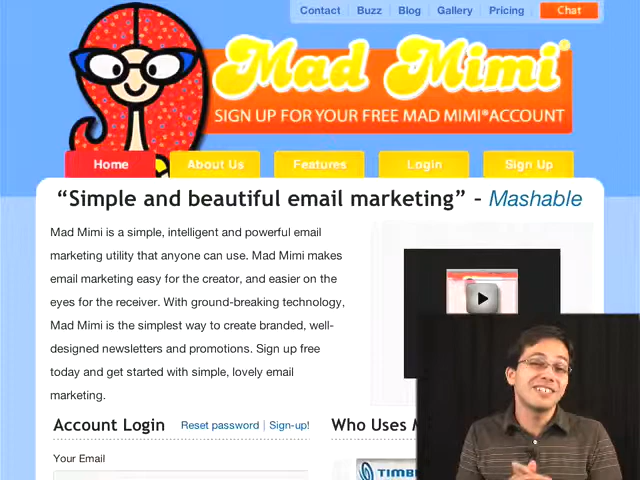 Contact | Buzz | Blog | Gallery | Pricing | Chat
Mad Mimi
SIGN UP FOR YOUR FREE MAD MIMI® ACCOUNT
Home About Us Features Login Sign Up
“Simple and beautiful email marketing” - Mashable
Mad Mimi is a simple, intelligent and powerful email
marketing utility that anyone can use. Mad Mimi makes
email marketing easy for the creator, and easier on the
eyes for the receiver. With ground-breaking technology,
Mad Mimi is the simplest way to create branded, well-
designed newsletters and promotions. Sign up free
today and get started with simple, lovely email
marketing.
Account Login Reset password | Sign-up!
Who Uses
Your Email
TIMB